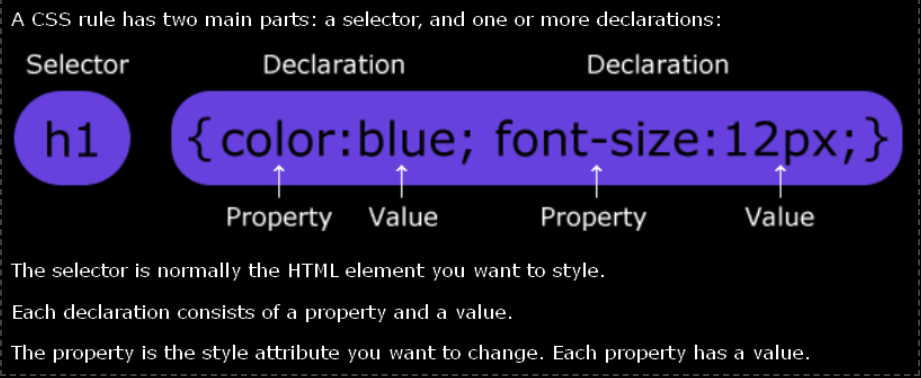 A CSS rule has two main parts: a selector, and one or more declarations:
Selector Declaration Declaration
h1 {color:blue; font-size:12px;}
Property Value Property Value
The selector is normally the HTML element you want to style.
Each declaration consists of a property and a value.
The property is the style attribute you want to change. Each property has a value.